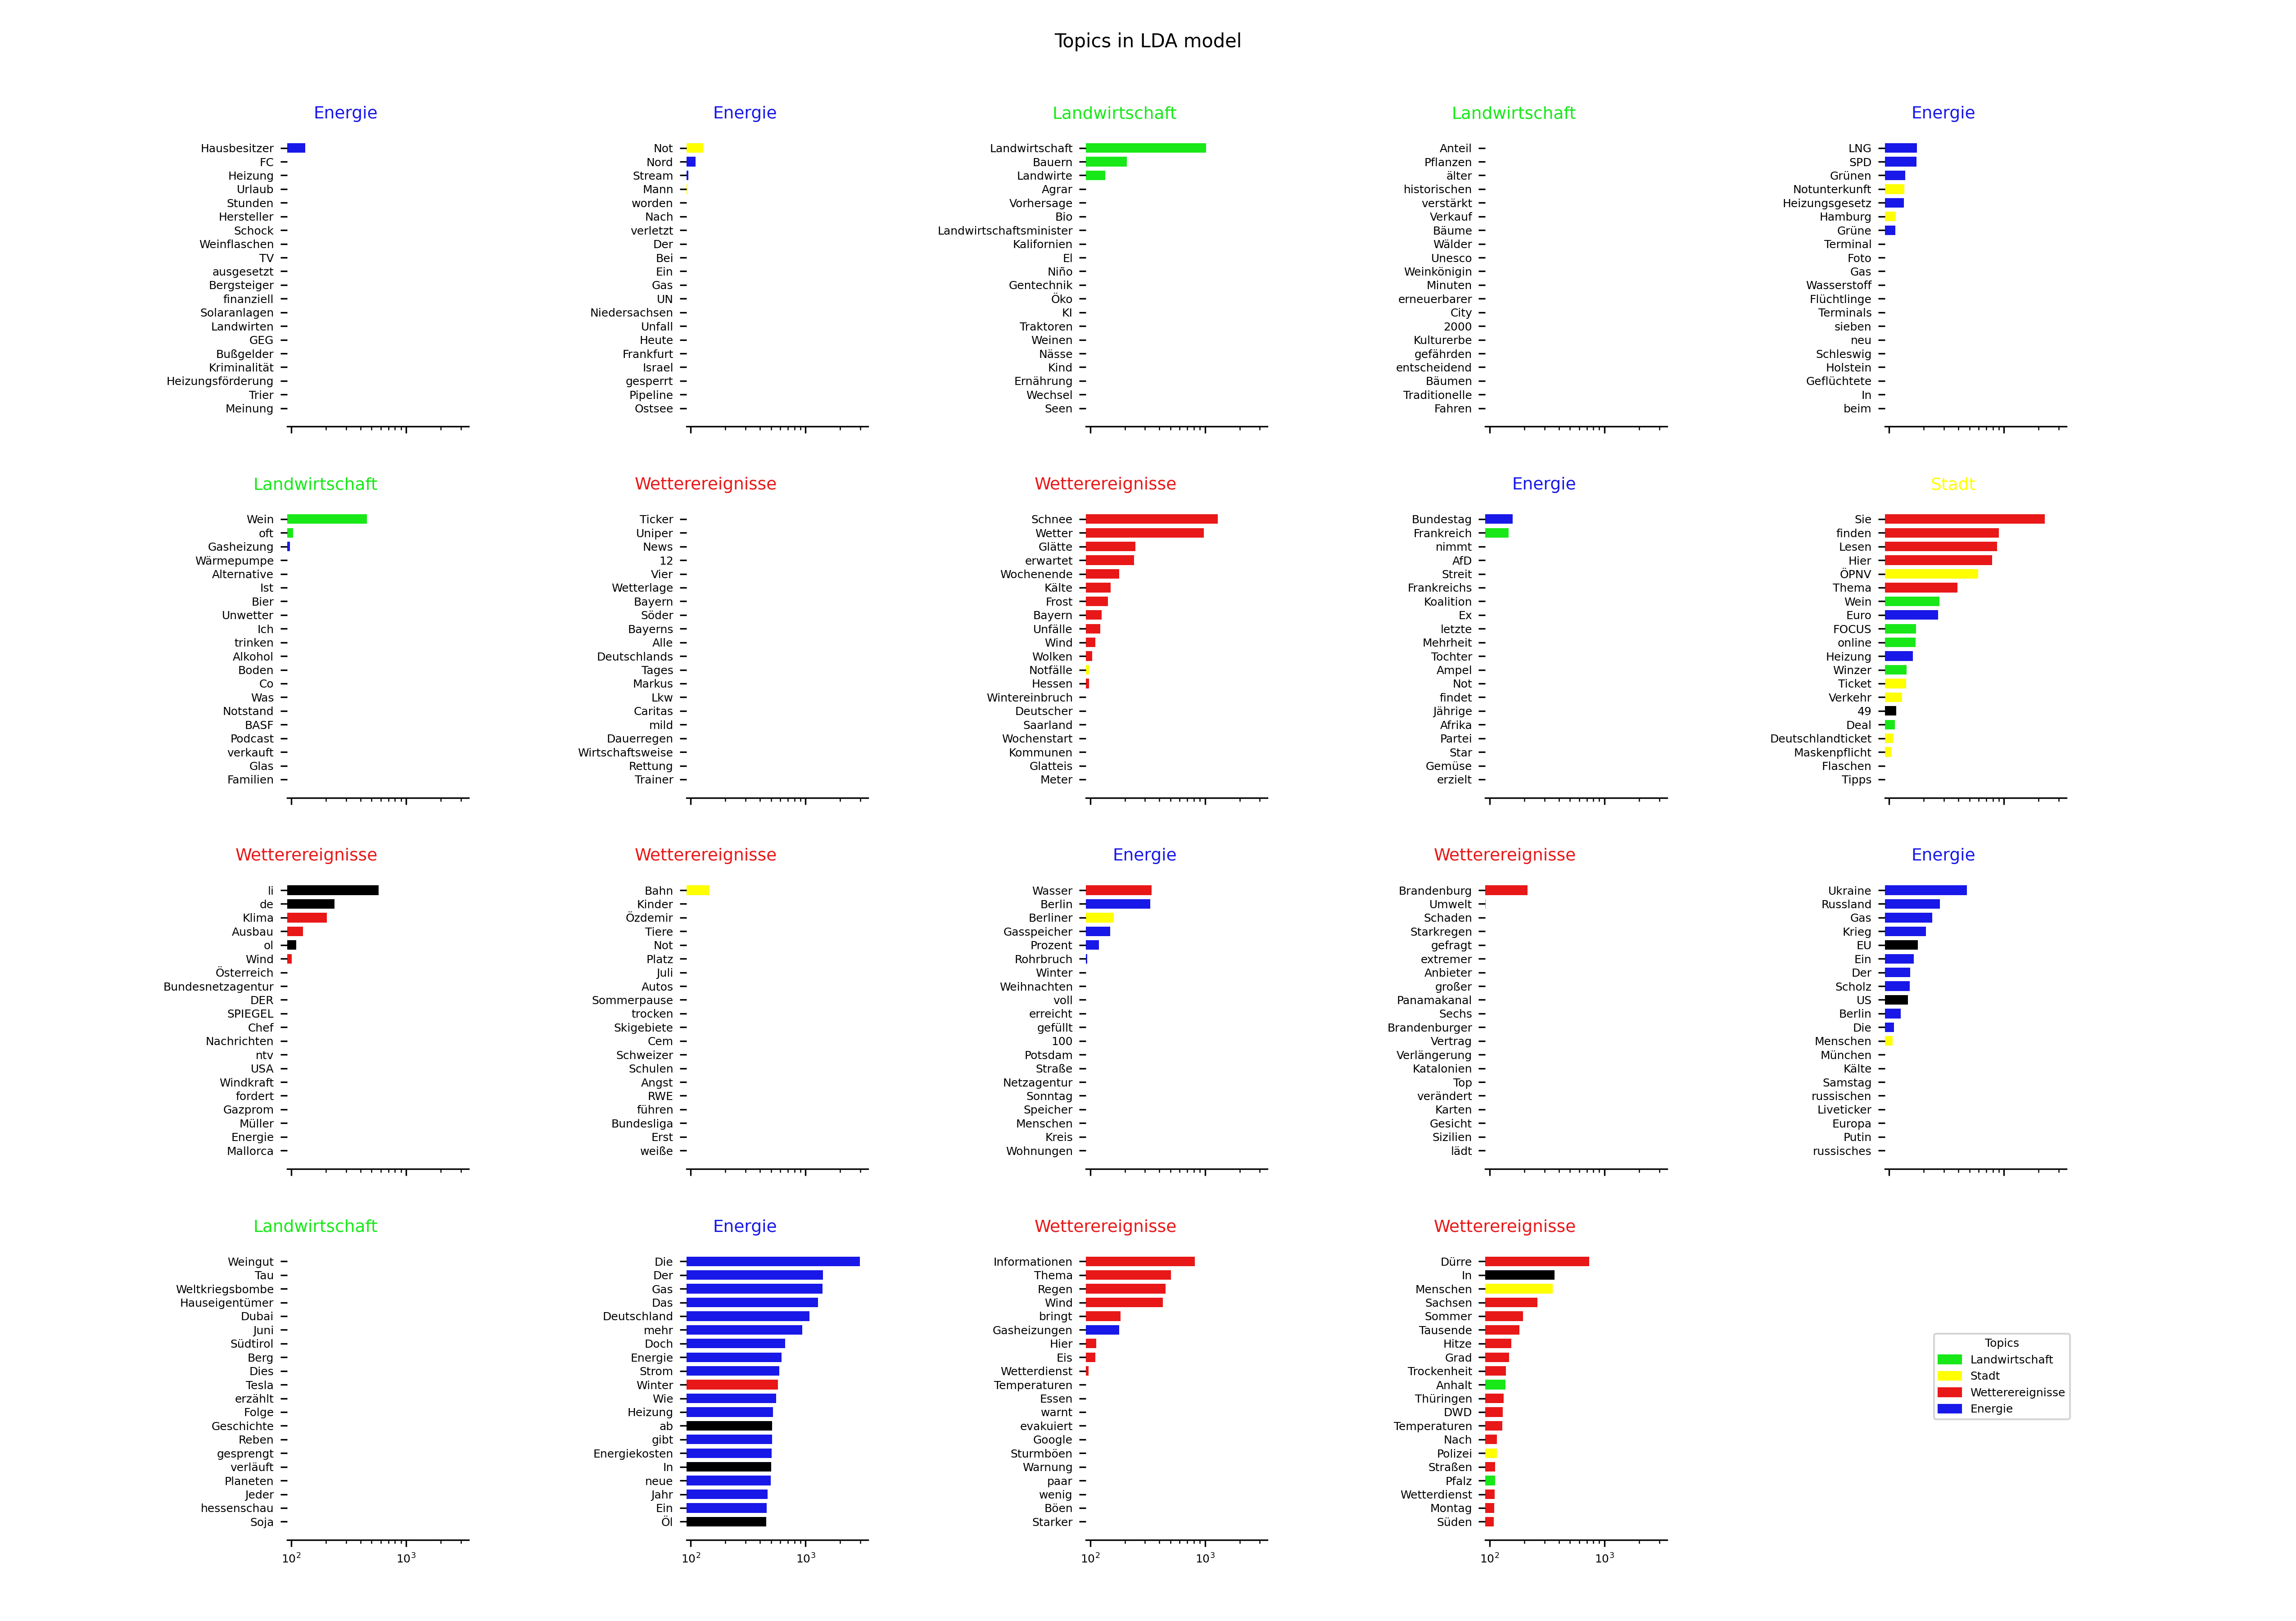 Topics in LDA model
Energie
Hausbesitzer
FC
Heizung
Urlaub
Stunden
Hersteller
Schock
Weinflaschen
TV
ausgesetzt
Bergsteiger
finanziell
Solaranlagen
Landwirten
GEG
Bußgelder
Kriminalität
Heizungsförderung
Trier
Meinung
Energie
Not
Nord
Stream
Mann
worden
Nach
verletzt
Der
Bei
Ein
Gas
UN
Niedersachsen
Unfall
Heute
Frankfurt
Israel
gesperrt
Pipeline
Ostsee
Landwirtschaft
Landwirtschaft
Bauern
Landwirte
Agrar
Vorhersage
Bio
Landwirtschaftsminister
Kalifornien
El
Niño
Gentechnik
Öko
KI
Traktoren
Weinen
Nässe
Kind
Ernährung
Wechsel
Seen
Landwirtschaft
Anteil
Pflanzen
älter
historischen
verstärkt
Verkauf
Bäume
Wälder
Unesco
Weinkönigin
Minuten
erneuerbarer
City
2000
Kulturerbe
gefährden
entscheidend
Bäumen
Traditionelle
Fahren
Energie
LNG
SPD
Grünen
Notunterkunft
Heizungsgesetz
Hamburg
Grüne
Terminal
Foto
Gas
Wasserstoff
Flüchtlinge
Terminals
sieben
neu
Schleswig
Holstein
Geflüchtete
In
beim
Landwirtschaft
Wein
oft
Gasheizung
Wärmepumpe
Alternative
Ist
Bier
Unwetter
Ich
trinken
Alkohol
Boden
Co
Was
Notstand
BASF
Podcast
verkauft
Glas
Familien
Wetterereignisse
Ticker
Uniper
News
12
Vier
Wetterlage
Bayern
Söder
Bayerns
Alle
Deutschlands
Tages
Markus
Lkw
Caritas
mild
Dauerregen
Wirtschaftsweise
Rettung
Trainer
Wetterereignisse
Schnee
Wetter
Glätte
erwartet
Wochenende
Kälte
Frost
Bayern
Unfälle
Wind
Wolken
Notfälle
Hessen
Wintereinbruch
Deutscher
Saarland
Wochenstart
Kommunen
Glatteis
Meter
Energie
Bundestag
Frankreich
nimmt
AfD
Streit
Frankreichs
Koalition
Ex
letzte
Mehrheit
Tochter
Ampel
Not
findet
Jährige
Afrika
Partei
Star
Gemüse
erzielt
Stadt
Sie
finden
Lesen
Hier
ÖPNV
Thema
Wein
Euro
FOCUS
online
Heizung
Winzer
Ticket
Verkehr
49
Deal
Deutschlandticket
Maskenpflicht
Flaschen
Tipps
Wetterereignisse
li
de
Klima
Ausbau
ol
Wind
Österreich
Bundesnetzagentur
DER
SPIEGEL
Chef
Nachrichten
ntv
USA
Windkraft
fordert
Gazprom
Müller
Energie
Mallorca
Wetterereignisse
Bahn
Kinder
Özdemir
Tiere
Not
Platz
Juli
Autos
Sommerpause
trocken
Skigebiete
Cem
Schweizer
Schulen
Angst
RWE
führen
Bundesliga
Erst
weiße
Energie
Wasser
Berlin
Berliner
Gasspeicher
Prozent
Rohrbruch
Winter
Weihnachten
voll
erreicht
gefüllt
100
Potsdam
Straße
Netzagentur
Sonntag
Speicher
Menschen
Kreis
Wohnungen
Wetterereignisse
Brandenburg
Umwelt
Schaden
Starkregen
gefragt
extremer
Anbieter
großer
Panamakanal
Sechs
Brandenburger
Vertrag
Verlängerung
Katalonien
Top
verändert
Karten
Gesicht
Sizilien
lädt
Energie
Ukraine
Russland
Gas
Krieg
EU
Ein
Der
Scholz
US
Berlin
Die
Menschen
München
Kälte
Samstag
russischen
Liveticker
Europa
Putin
russisches
Landwirtschaft
Weingut
Tau
Weltkriegsbombe
Hauseigentümer
Dubai
Juni
Südtirol
Berg
Dies
Tesla
erzählt
Folge
Geschichte
Reben
gesprengt
verläuft
Planeten
Jeder
hessenschau
Soja
10² 10³
Energie
Die
Der
Gas
Das
Deutschland
mehr
Doch
Energie
Strom
Winter
Wie
Heizung
ab
gibt
Energiekosten
In
neue
Jahr
Ein
Öl
10² 10³
Wetterereignisse
Informationen
Thema
Regen
Wind
bringt
Gasheizungen
Hier
Eis
Wetterdienst
Temperaturen
Essen
warnt
evakuiert
Google
Sturmböen
Warnung
paar
wenig
Böen
Starker
10² 10³
Wetterereignisse
Dürre
In
Menschen
Sachsen
Sommer
Tausende
Hitze
Grad
Trockenheit
Anhalt
Thüringen
DWD
Temperaturen
Nach
Polizei
Straßen
Pfalz
Wetterdienst
Montag
Süden
10² 10³
Topics
Landwirtschaft
Stadt
Wetterereignisse
Energie